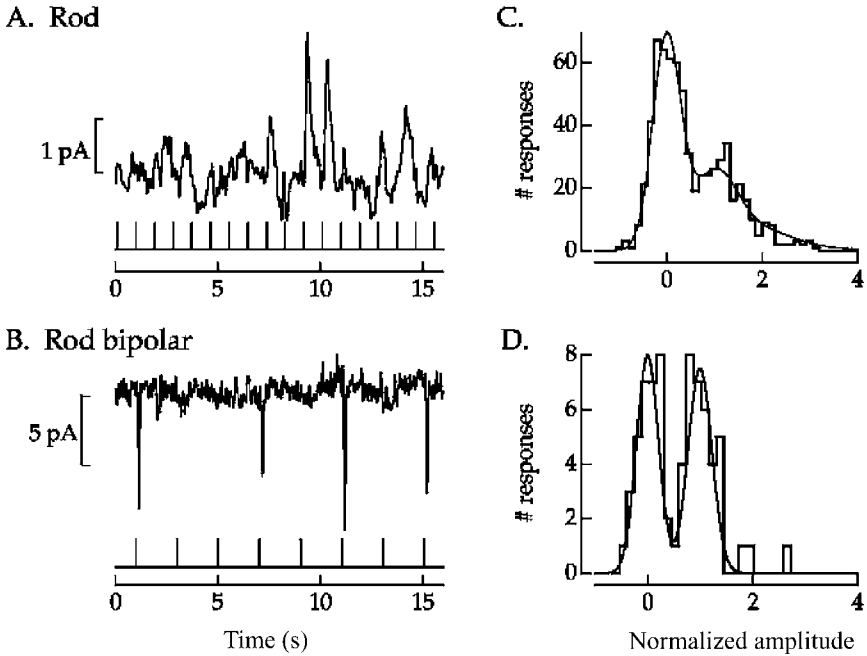 A. Rod
1 pA
0 5 10 15
B. Rod bipolar
5 pA
0 5 10 15
Time (s)
C.
# responses
60
40
20
0
0 2 4
D.
# responses
8
6
4
2
0
0 2 4
Normalized amplitude